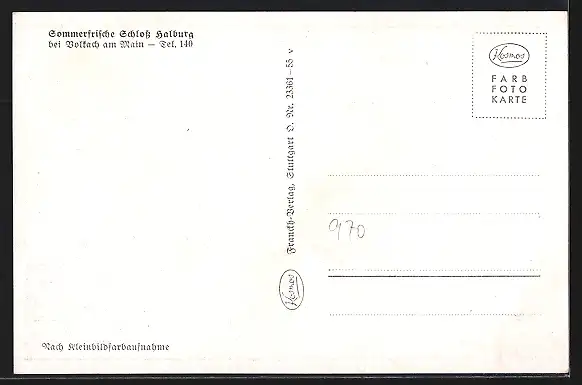 Sommerfrische Schloß Halburg
bei Volkach am Main – Tel. 140
Franckh-Verlag, Stuttgart O. Nr. 23361–55 v
Kosmos
Kosmos
FARB
FOTO
KARTE
970
Nach Kleinbildfarbaufnahme